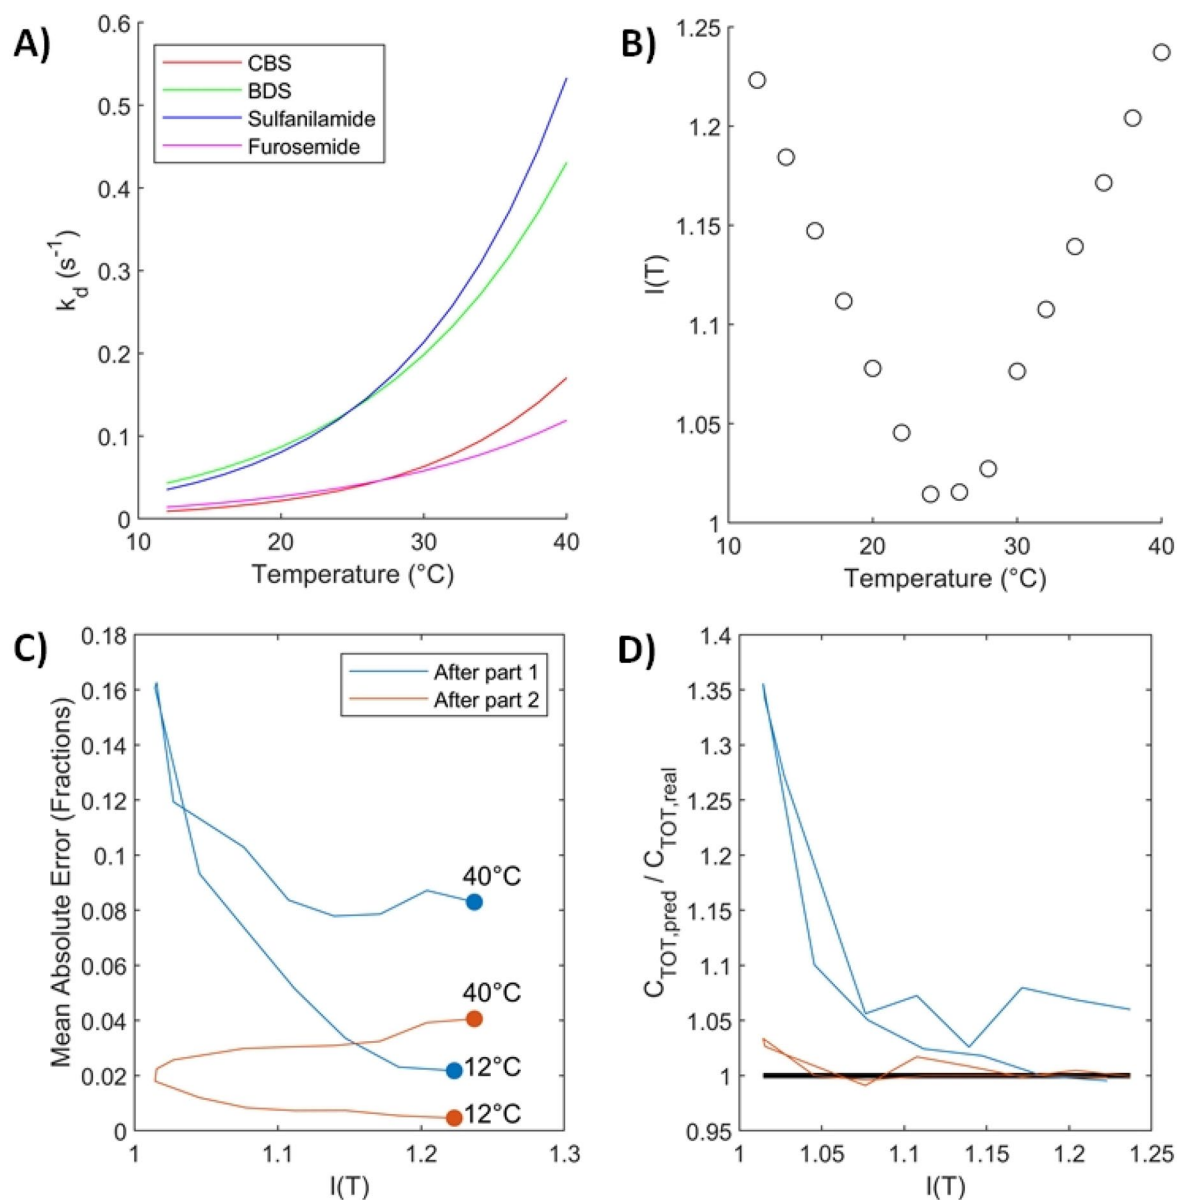 A)
0.6
0.5
0.4
0.3
0.2
0.1
0
k_d (s^-1)
CBS
BDS
Sulfanilamide
Furosemide
10 20 30 40
Temperature (°C)
B)
1.25
1.2
1.15
1.1
1.05
1
I(T)
10 20 30 40
Temperature (°C)
C)
0.18
0.16
0.14
0.12
0.1
0.08
0.06
0.04
0.02
0
Mean Absolute Error (Fractions)
After part 1
After part 2
40°C
40°C
12°C
12°C
1 1.1 1.2 1.3
I(T)
D)
1.4
1.35
1.3
1.25
1.2
1.15
1.1
1.05
1
0.95
C_TOT,pred / C_TOT,real
1 1.05 1.1 1.15 1.2 1.25
I(T)